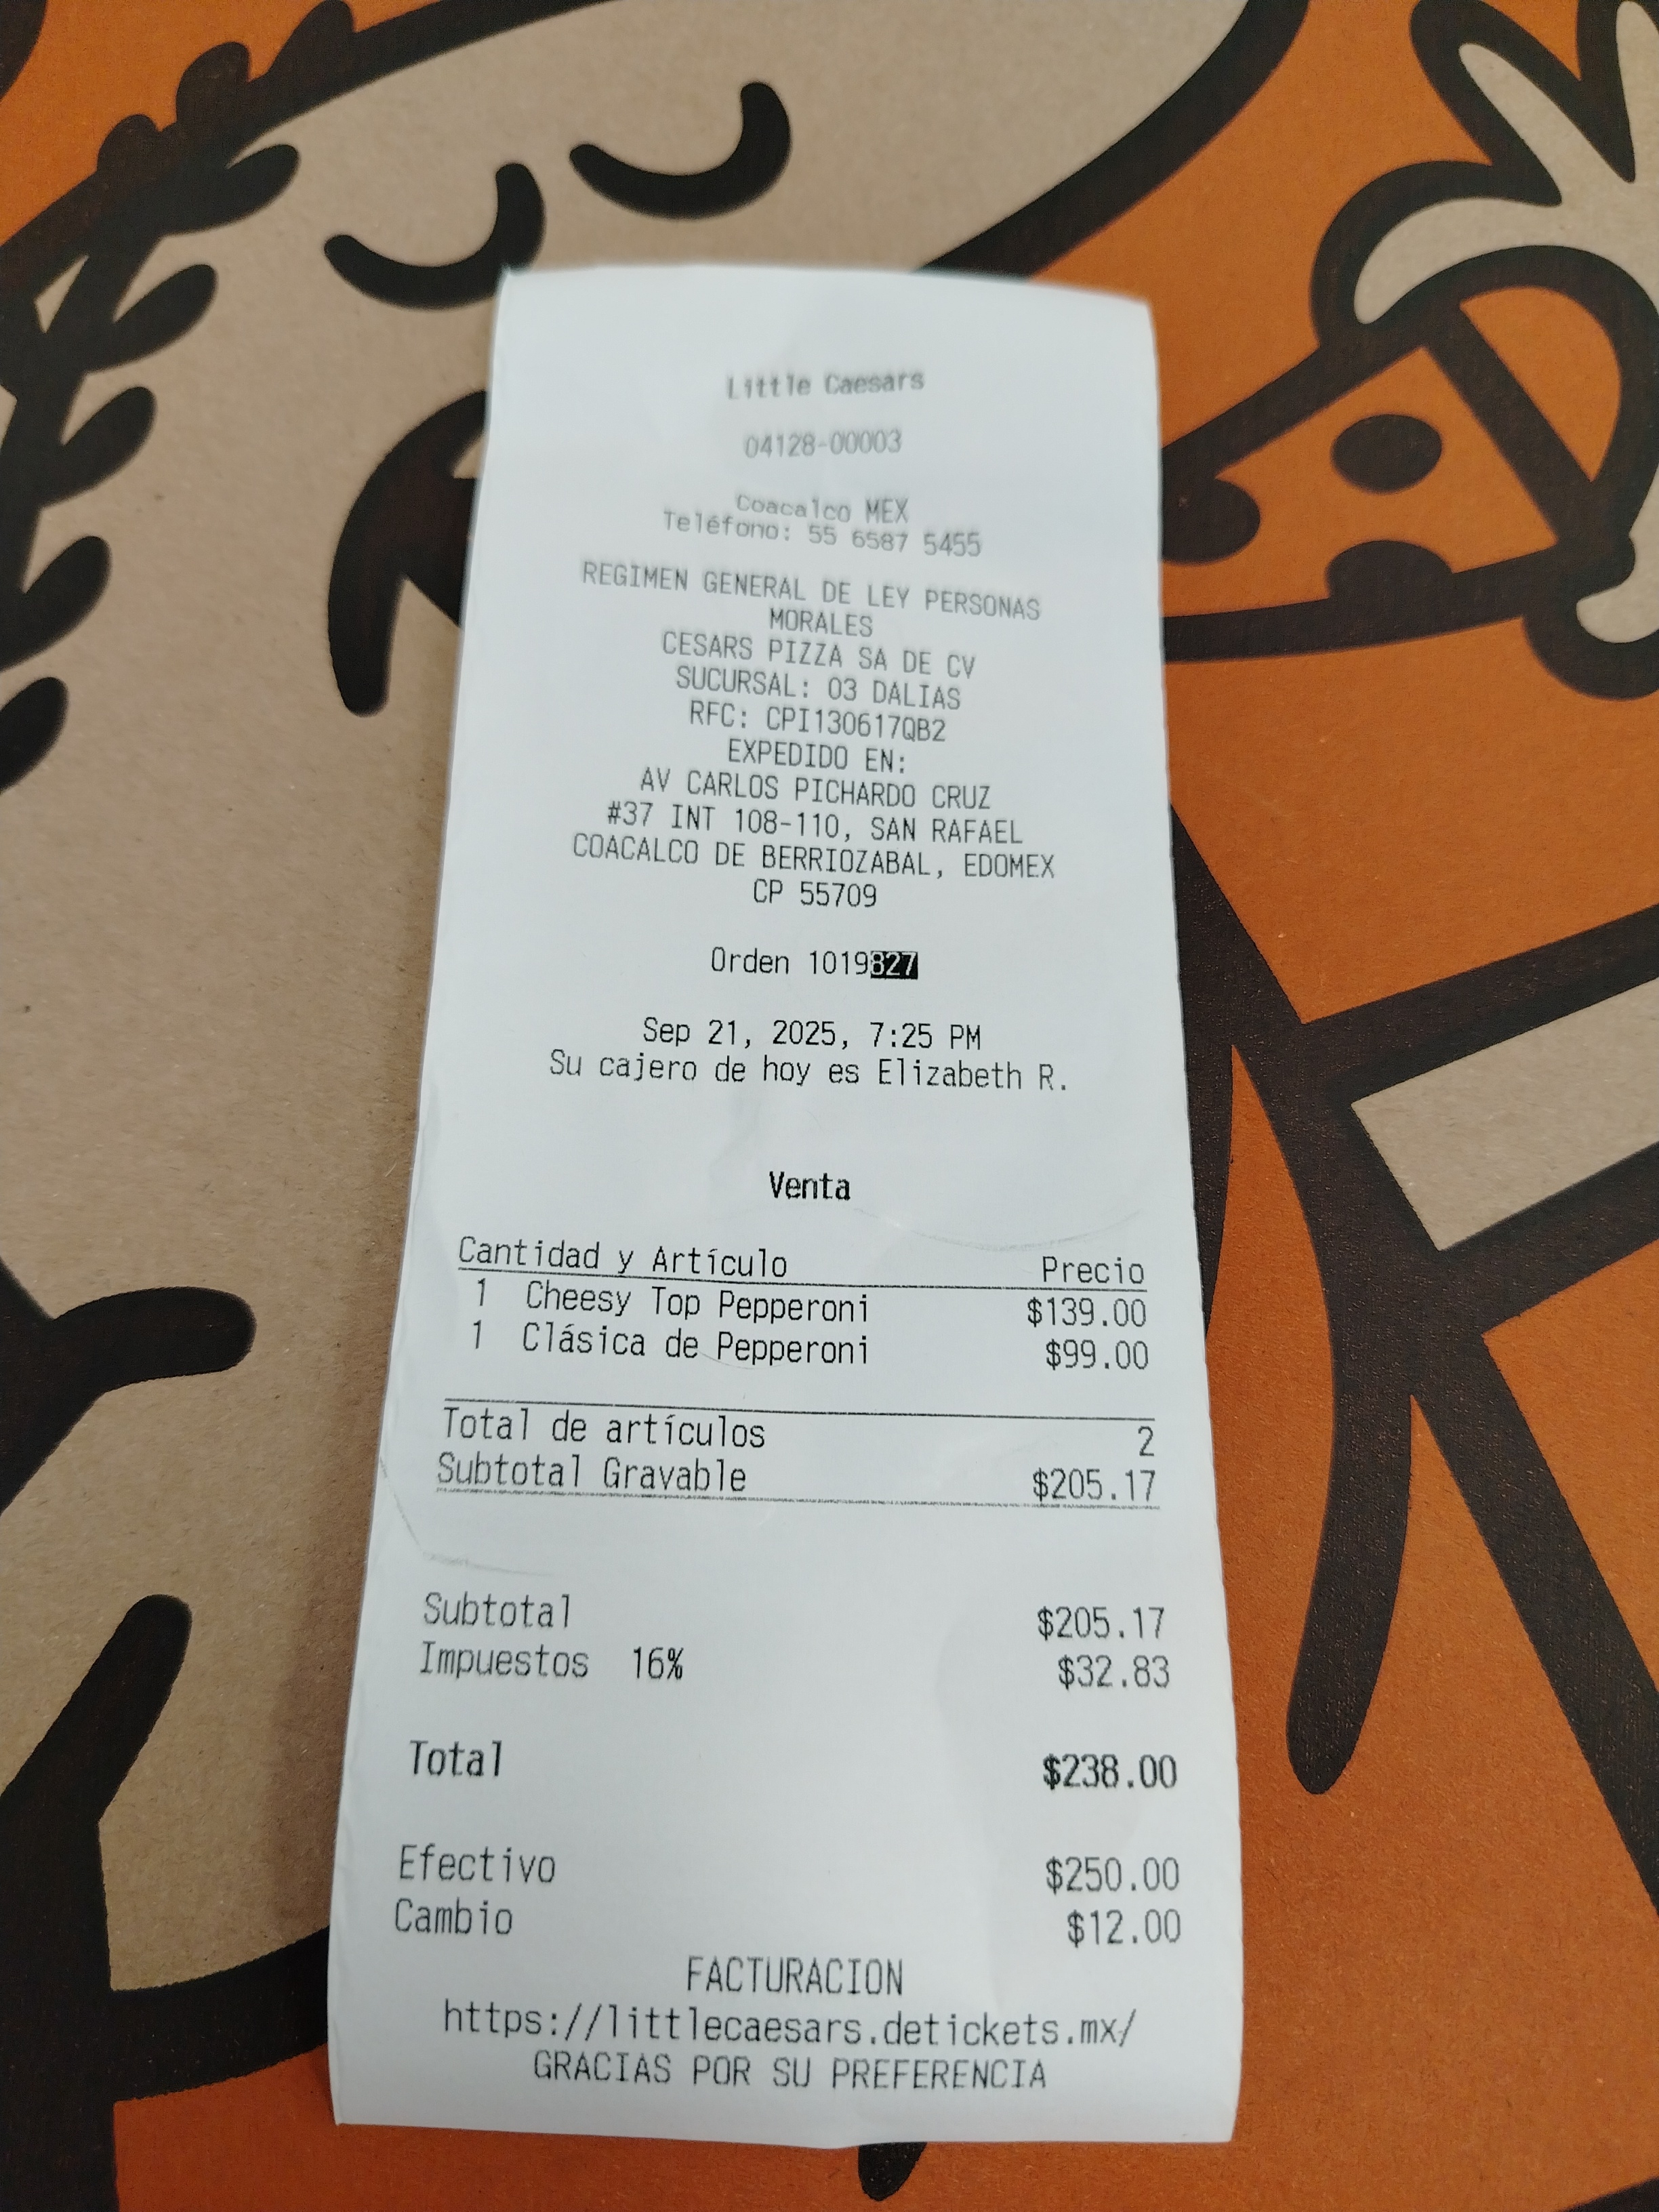 Little Caesars
04128-00003
Coacalco MEX
Teléfono: 55 6587 5455
REGIMEN GENERAL DE LEY PERSONAS
MORALES
CESARS PIZZA SA DE CV
SUCURSAL: 03 DALIAS
RFC: CPI130617QB2
EXPEDIDO EN:
AV CARLOS PICHARDO CRUZ
#37 INT 108-110, SAN RAFAEL
COACALCO DE BERRIOZABAL, EDOMEX
CP 55709
Orden 1019827
Sep 21, 2025, 7:25 PM
Su cajero de hoy es Elizabeth R.
Venta
Cantidad y Artículo Precio
1 Cheesy Top Pepperoni $139.00
1 Clásica de Pepperoni $99.00
Total de artículos 2
Subtotal Gravable $205.17
Subtotal $205.17
Impuestos 16% $32.83
Total $238.00
Efectivo $250.00
Cambio $12.00
FACTURACION
https://littlecaesars.detickets.mx/
GRACIAS POR SU PREFERENCIA